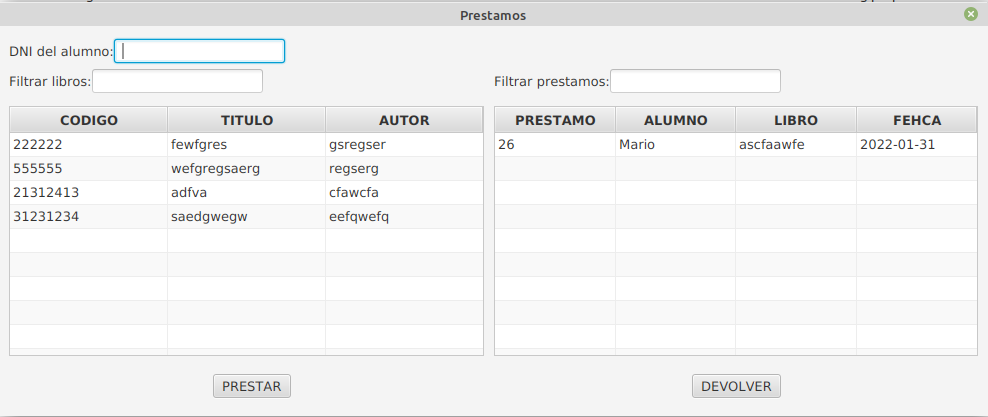 Prestamos
DNI del alumno:
Filtrar libros: Filtrar prestamos:
CODIGO TITULO AUTOR PRESTAMO ALUMNO LIBRO FEHCA
222222 fewfgres gsregser 26 Mario ascfaawfe 2022-01-31
555555 wefgregsaerg regserg
21312413 adfva cfawcfa
31231234 saedgwegw eefqwefq
PRESTAR DEVOLVER